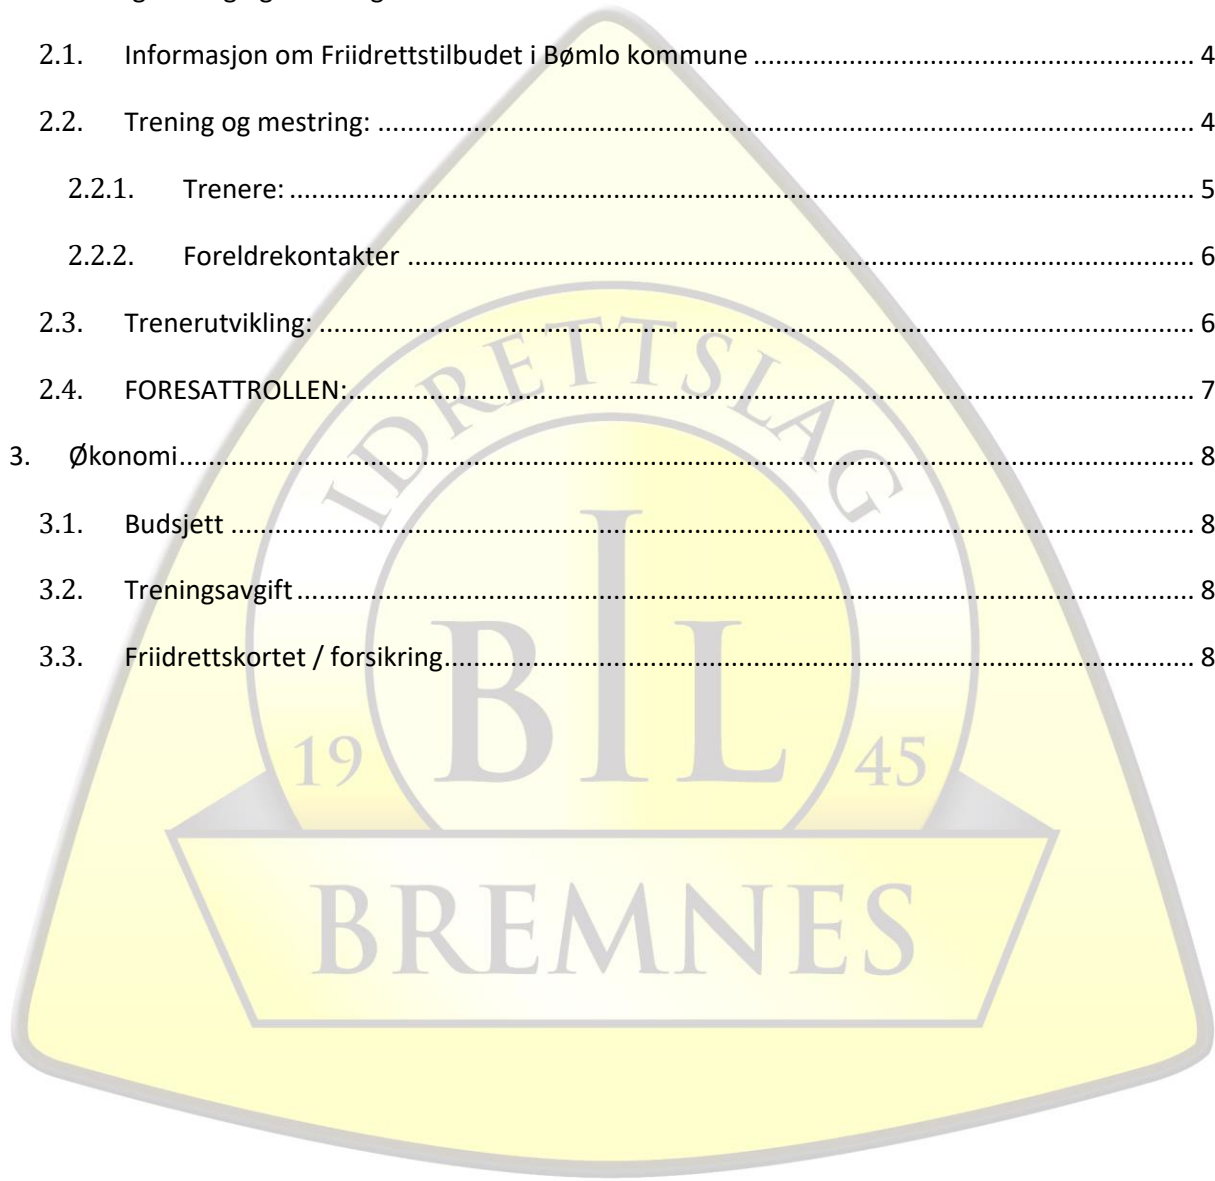 2.1. Informasjon om Friidrettstilbudet i Bømlo kommune 4
2.2. Trening og mestring: 4
2.2.1. Trenere: 5
2.2.2. Foreldrekontakter 6
2.3. Trenerutvikling: 6
2.4. FORESATTROLLEN: 7
3. Økonomi 8
3.1. Budsjett 8
3.2. Treningsavgift 8
3.3. Friidrettskortet / forsikring 8
IDRETTSLAG
BIL
19 45
BREMNES